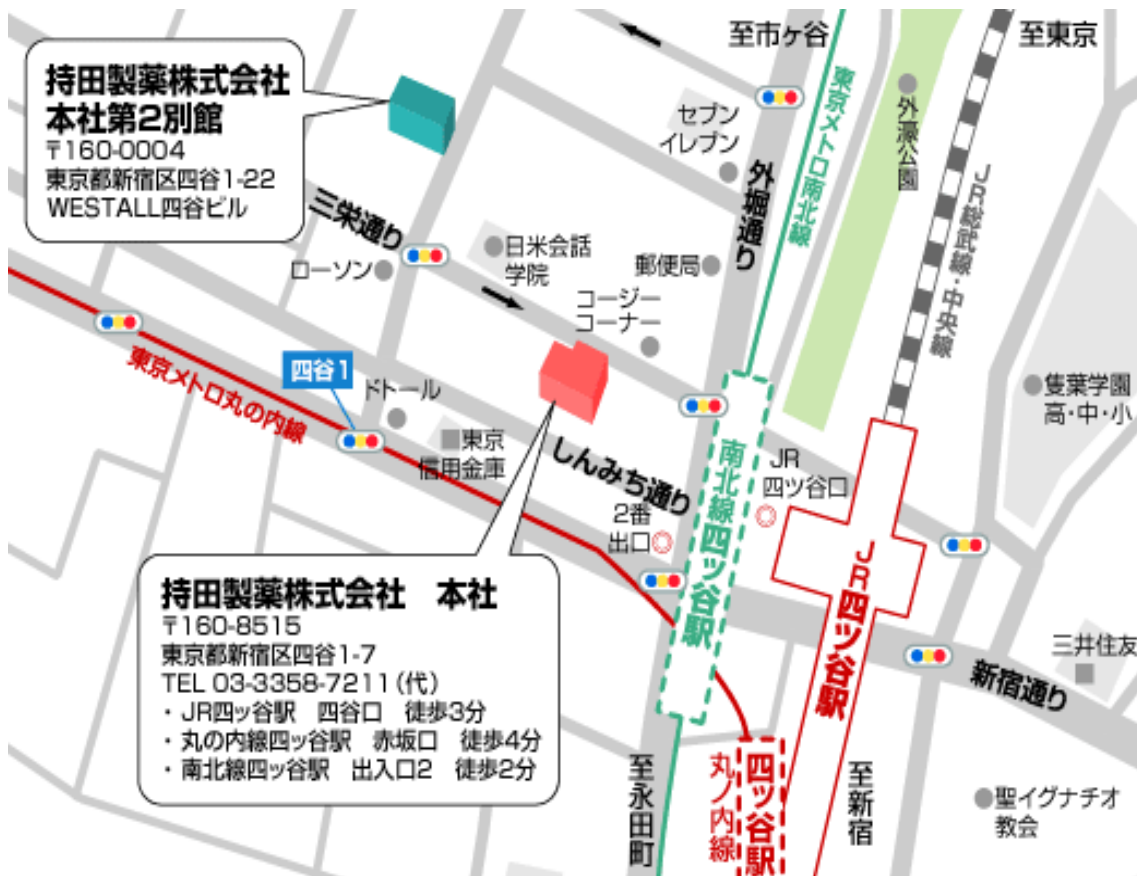 持田製薬株式会社
本社第2別館
〒160-0004
東京都新宿区四谷1-22
WESTALL四谷ビル
至市ヶ谷
至東京
東京メトロ南北線
セブン
イレブン
外濠公園
外堀通り
JR総武線・中央線
三栄通り
日米会話
学院
郵便局
ローソン
コージー
コーナー
四谷1
ドトール
東京メトロ丸の内線
東京
信用金庫
しんみち通り
隻葉学園
高・中・小
JR
四ツ谷口
2番
出口
南北線四ツ谷駅
JR四ツ谷駅
三井住友
新宿通り
持田製薬株式会社　本社
〒160-8515
東京都新宿区四谷1-7
TEL 03-3358-7211(代)
・JR四ッ谷駅　四谷口　徒歩3分
・丸の内線四ッ谷駅　赤坂口　徒歩4分
・南北線四ッ谷駅　出入口2　徒歩2分
至永田町
丸ノ内線
四ッ谷駅
至新宿
聖イグナチオ
教会